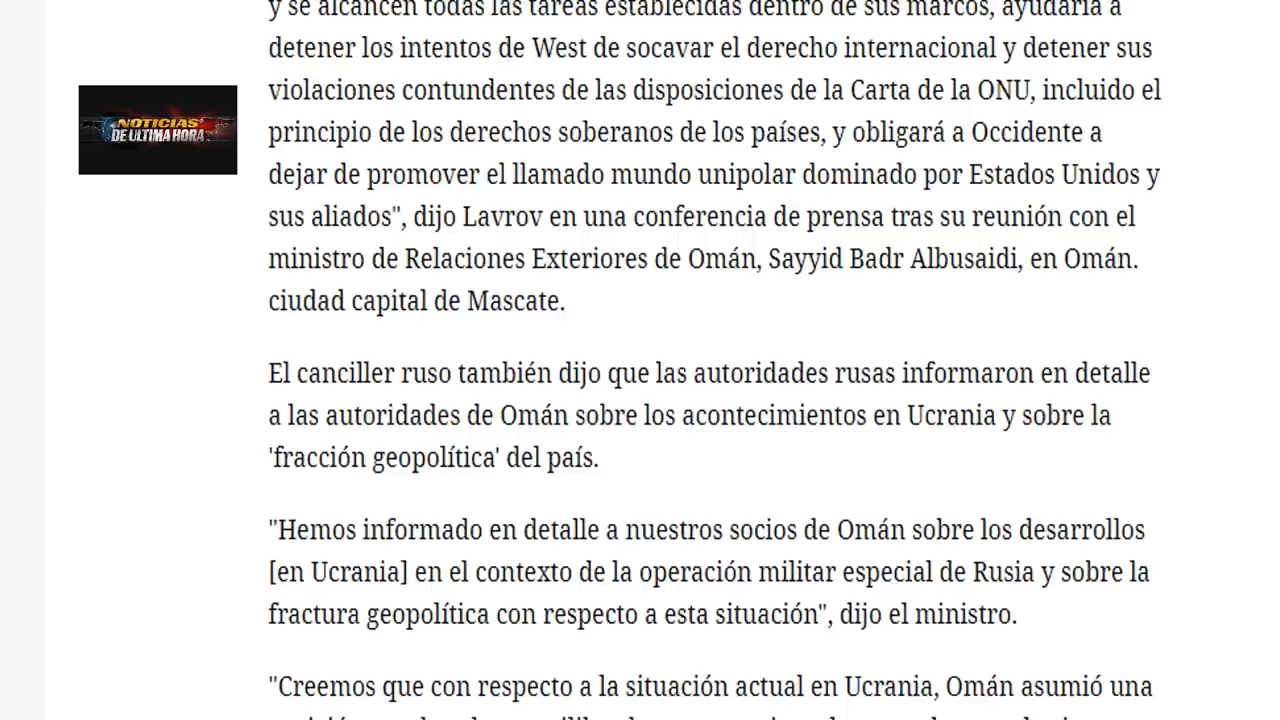 y se alcancen todas las tareas establecidas dentro de sus marcos, ayudaría a
detener los intentos de West de socavar el derecho internacional y detener sus
violaciones contundentes de las disposiciones de la Carta de la ONU, incluido el
principio de los derechos soberanos de los países, y obligará a Occidente a
dejar de promover el llamado mundo unipolar dominado por Estados Unidos y
sus aliados", dijo Lavrov en una conferencia de prensa tras su reunión con el
ministro de Relaciones Exteriores de Omán, Sayyid Badr Albusaidi, en Omán.
ciudad capital de Mascate.
NOTICIAS
DE ULTIMA HORA
El canciller ruso también dijo que las autoridades rusas informaron en detalle
a las autoridades de Omán sobre los acontecimientos en Ucrania y sobre la
'fracción geopolítica' del país.
"Hemos informado en detalle a nuestros socios de Omán sobre los desarrollos
[en Ucrania] en el contexto de la operación militar especial de Rusia y sobre la
fractura geopolítica con respecto a esta situación", dijo el ministro.
"Creemos que con respecto a la situación actual en Ucrania, Omán asumió una